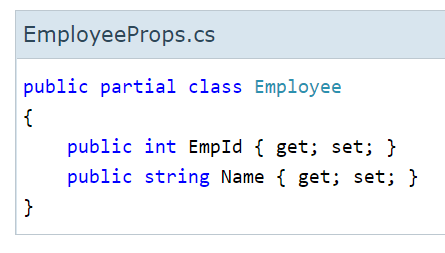 EmployeeProps.cs
public partial class Employee
{
    public int EmpId { get; set; }
    public string Name { get; set; }
}